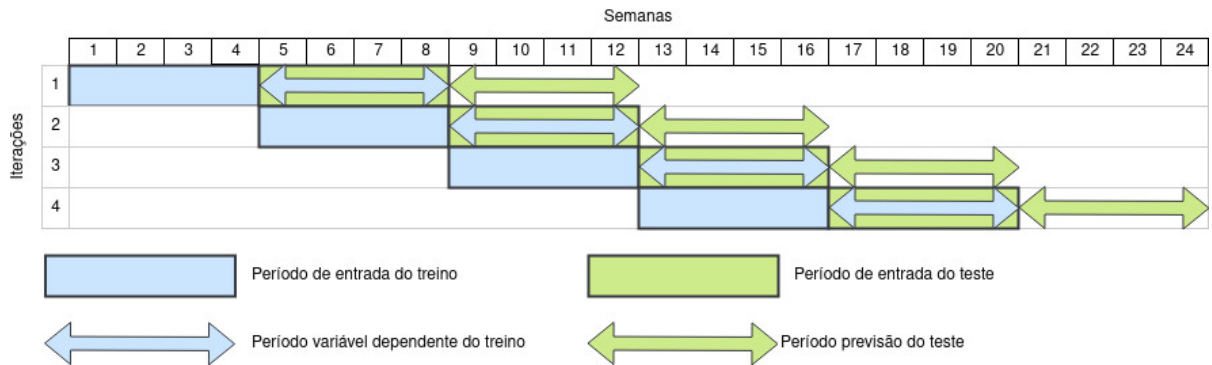 Semanas
1 2 3 4 5 6 7 8 9 10 11 12 13 14 15 16 17 18 19 20 21 22 23 24
Iterações
1
2
3
4
Período de entrada do treino
Período de entrada do teste
Período variável dependente do treino
Período previsão do teste